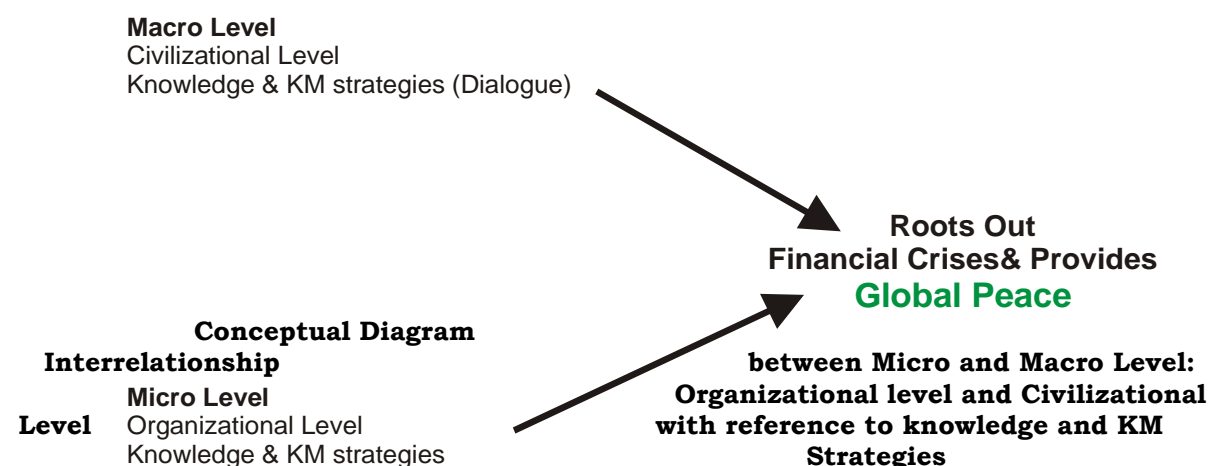 Macro Level
Civilizational Level
Knowledge & KM strategies (Dialogue)
Roots Out
Financial Crises& Provides
Global Peace
Conceptual Diagram
Interrelationship between Micro and Macro Level:
Micro Level
Organizational level and Civilizational
Level
Organizational Level
with reference to knowledge and KM
Knowledge & KM strategies
Strategies